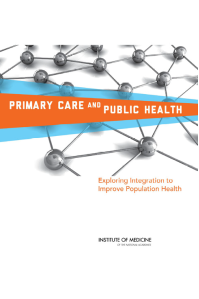 PRIMARY CARE AND PUBLIC HEALTH
Exploring Integration to
Improve Population Health
INSTITUTE OF MEDICINE
OF THE NATIONAL ACADEMIES